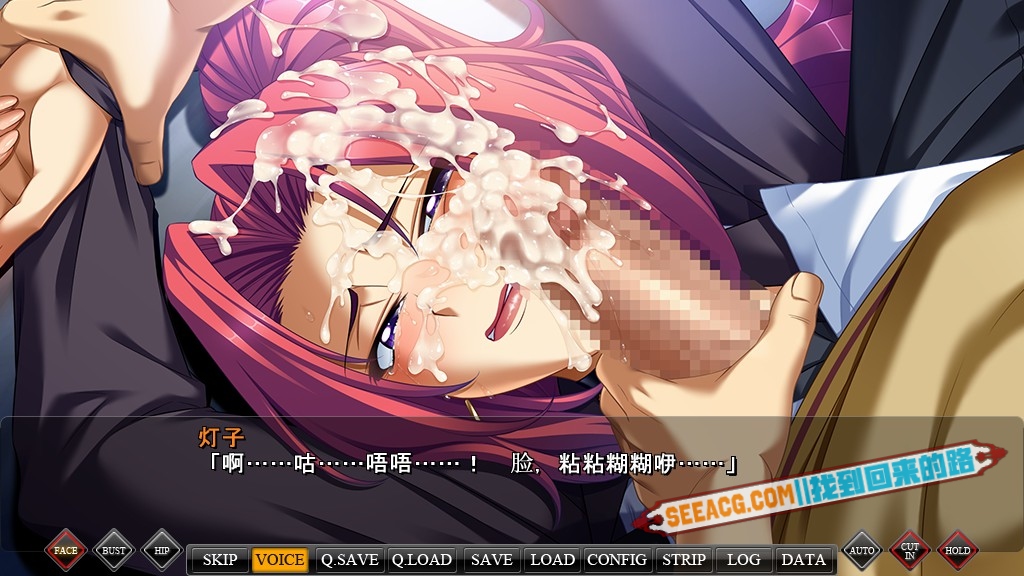 灯子
「啊……咕……唔唔……！　脸，粘粘糊糊咿……」
SEEACG.COM||找到回来的路
FACE
BUST
HIP
SKIP
VOICE
Q.SAVE
Q.LOAD
SAVE
LOAD
CONFIG
STRIP
LOG
DATA
AUTO
CUT
IN
HOLD